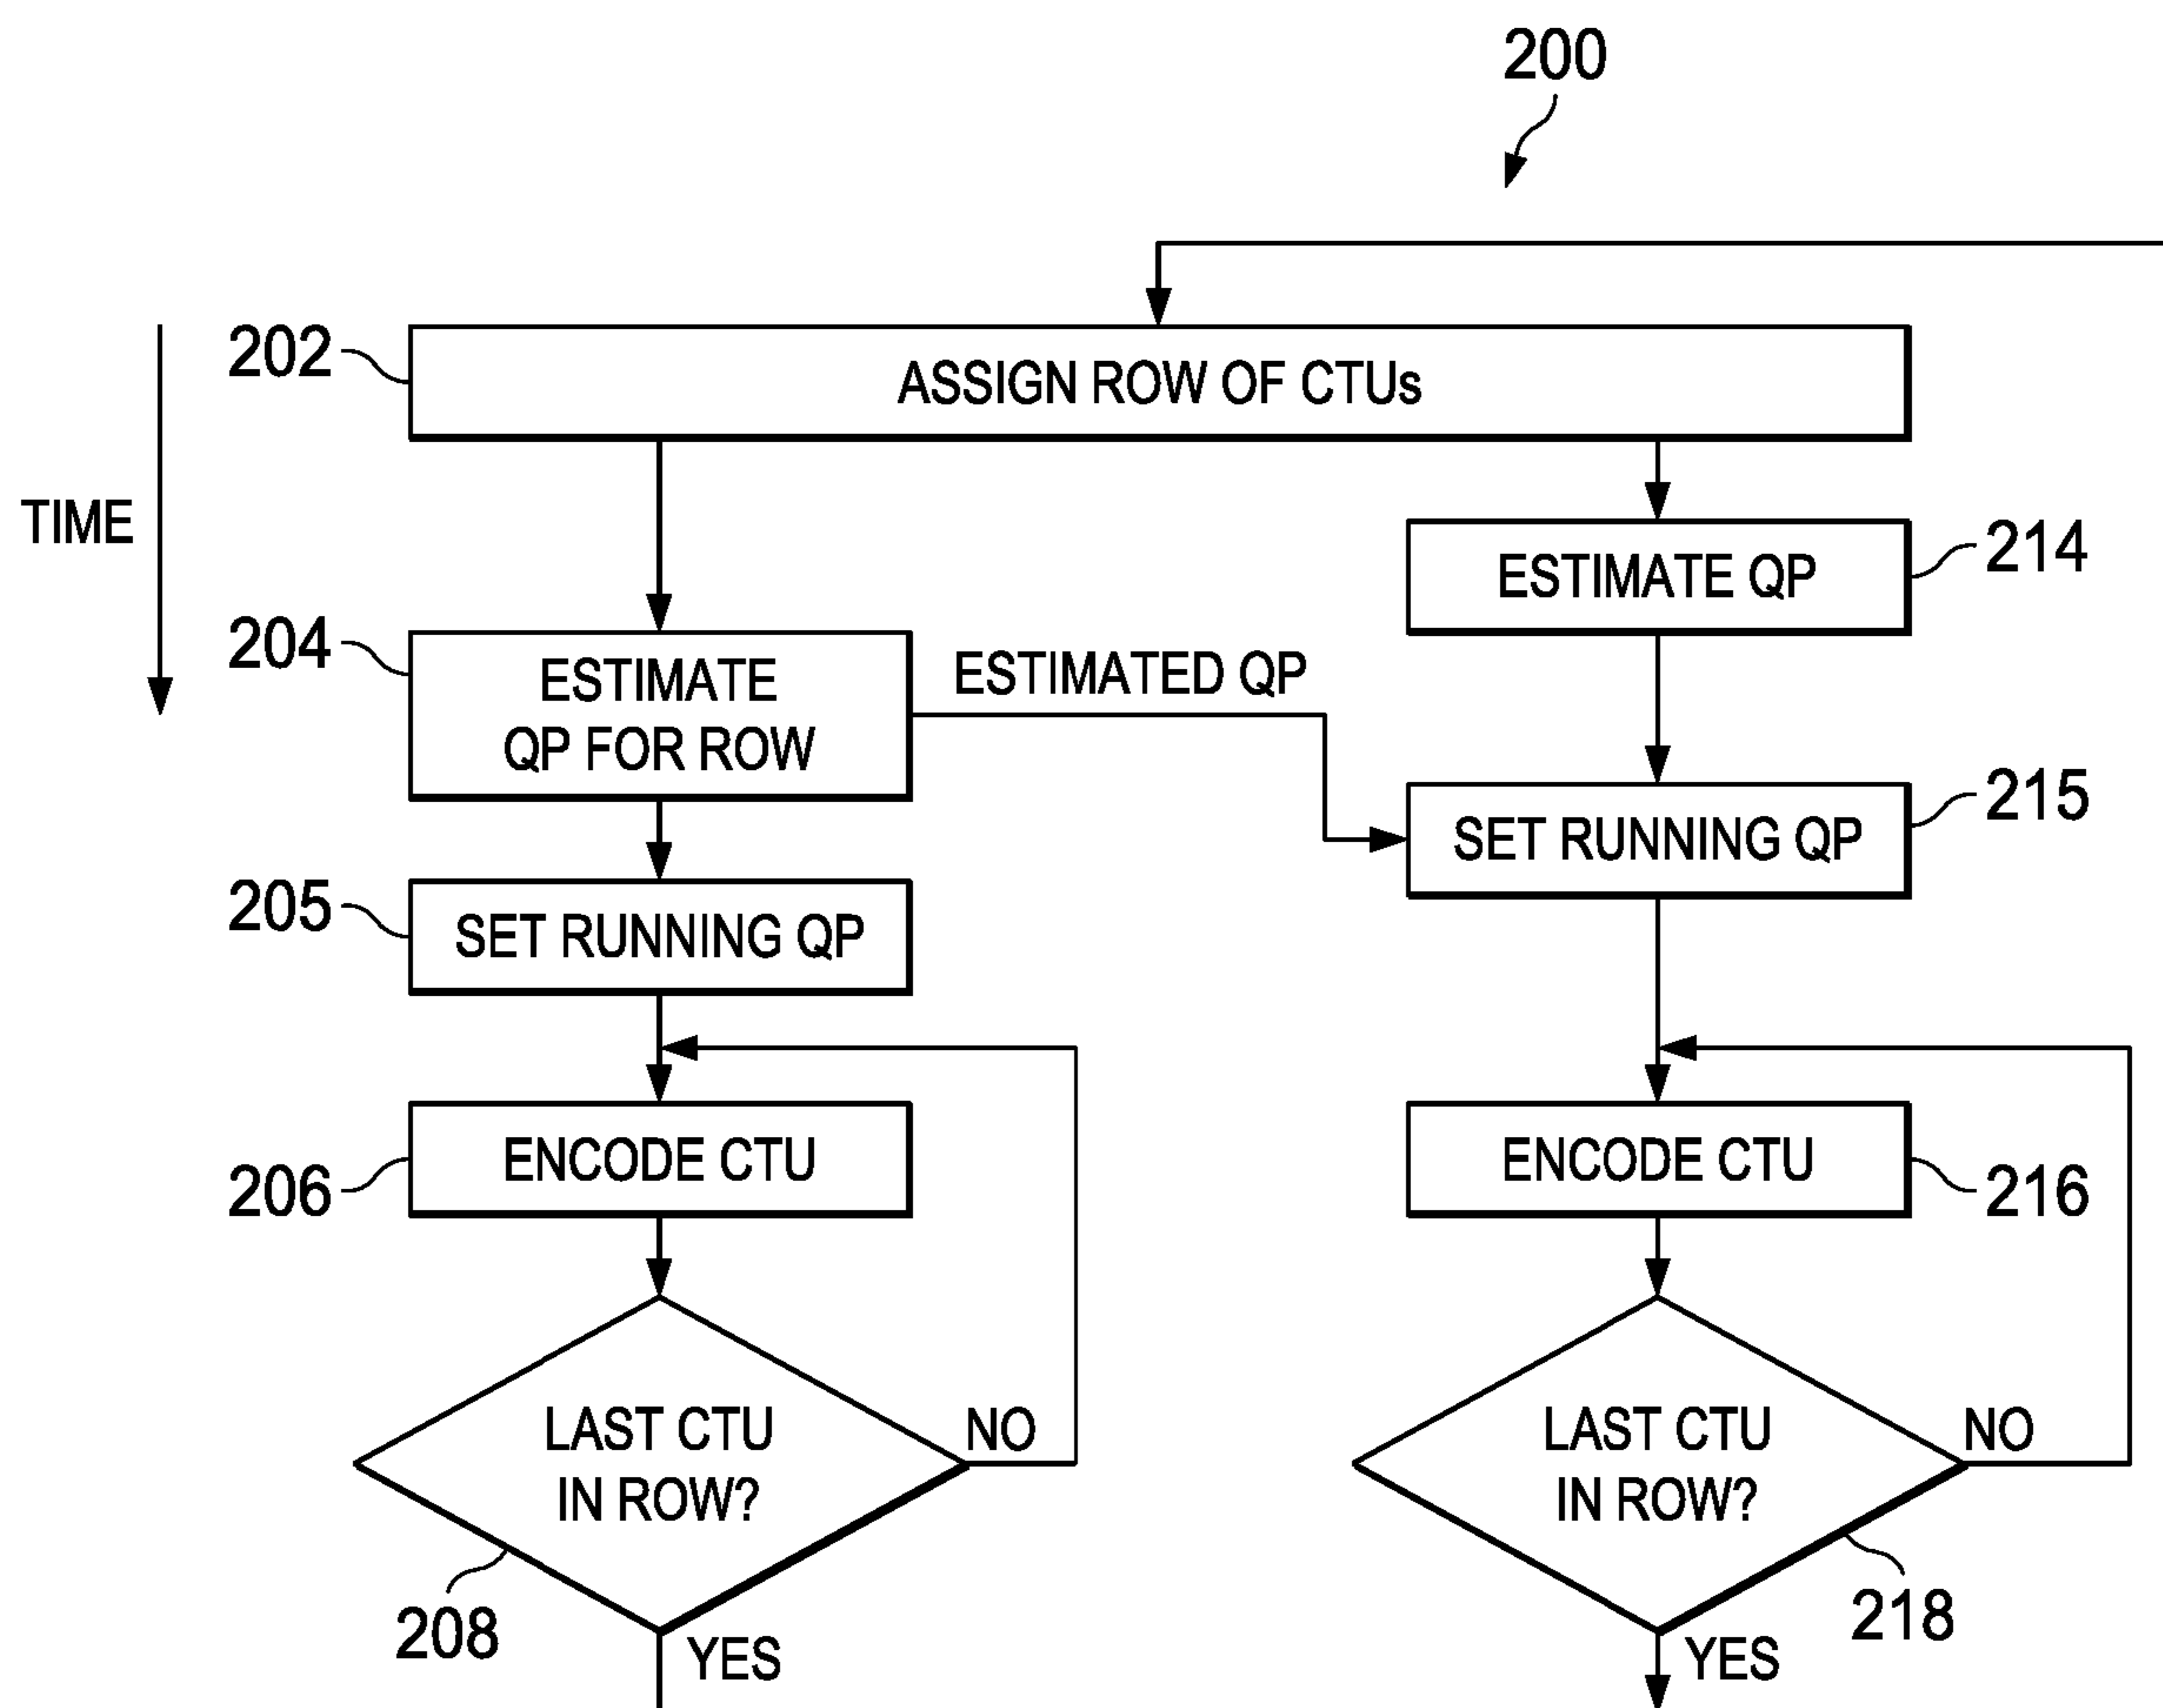 200
202
ASSIGN ROW OF CTUs
TIME
ESTIMATE QP
214
204
ESTIMATE
QP FOR ROW
ESTIMATED QP
SET RUNNING QP
215
205
SET RUNNING QP
206
ENCODE CTU
ENCODE CTU
216
LAST CTU
IN ROW?
NO
LAST CTU
IN ROW?
NO
208
YES
218
YES